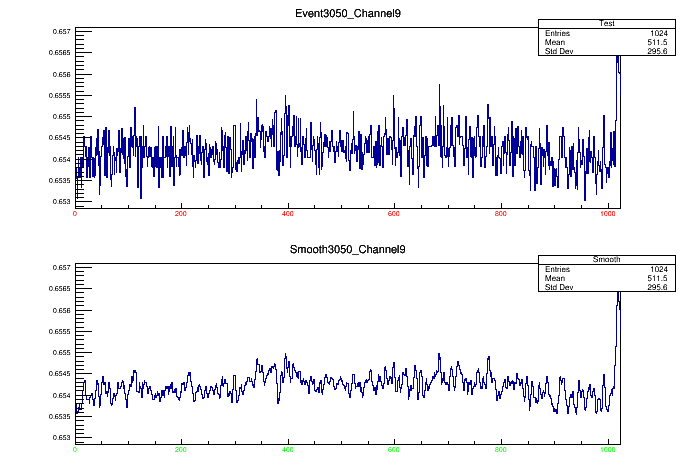 Event3050_Channel9
Test
Entries 1024
Mean 511.5
Std Dev 295.6
0.657
0.6565
0.656
0.6555
0.655
0.6545
0.654
0.6535
0.653
0 200 400 600 800 1000
Smooth3050_Channel9
Smooth
Entries 1024
Mean 511.5
Std Dev 295.6
0.657
0.6565
0.656
0.6555
0.655
0.6545
0.654
0.6535
0.653
0 200 400 600 800 1000